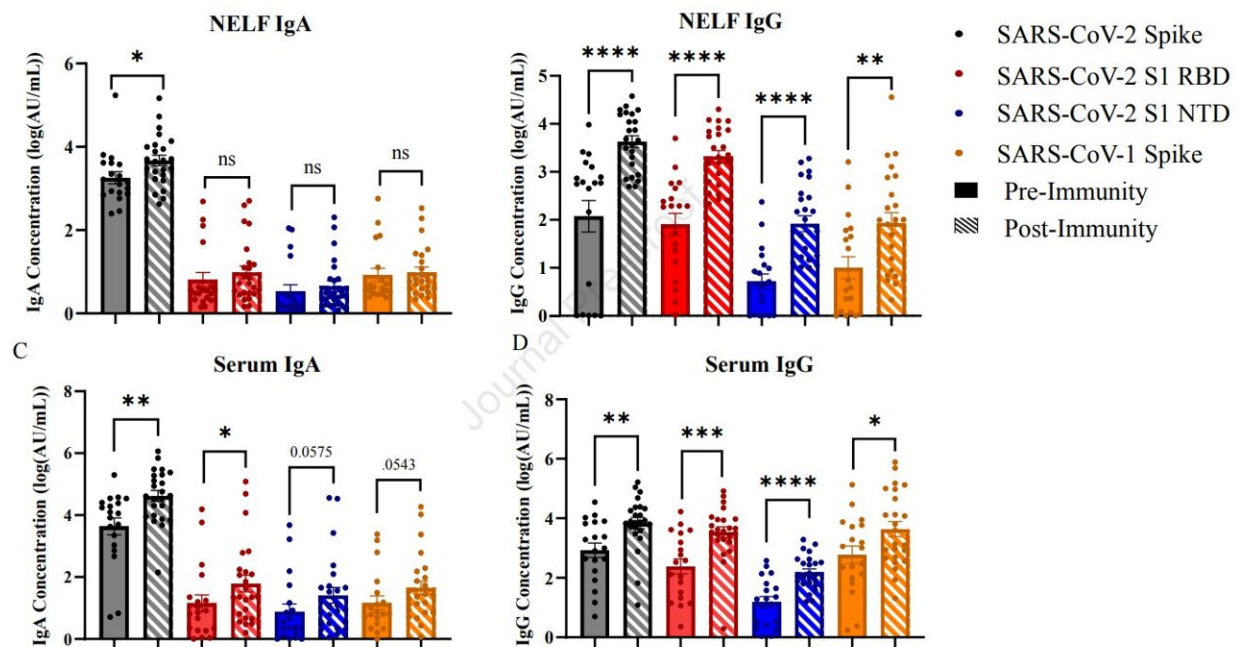 NELF IgA
IgA Concentration (log(AU/mL))
6
4
2
0
*
ns
ns
ns
NELF IgG
IgG Concentration (log(AU/mL))
5
4
3
2
1
0
****
****
****
**
SARS-CoV-2 Spike
SARS-CoV-2 S1 RBD
SARS-CoV-2 S1 NTD
SARS-CoV-1 Spike
Pre-Immunity
Post-Immunity
Journal Pre-proof
C
Serum IgA
IgA Concentration (log(AU/mL))
8
6
4
2
0
**
*
0.0575
.0543
D
Serum IgG
IgG Concentration (log(AU/mL))
8
6
4
2
0
**
***
****
*